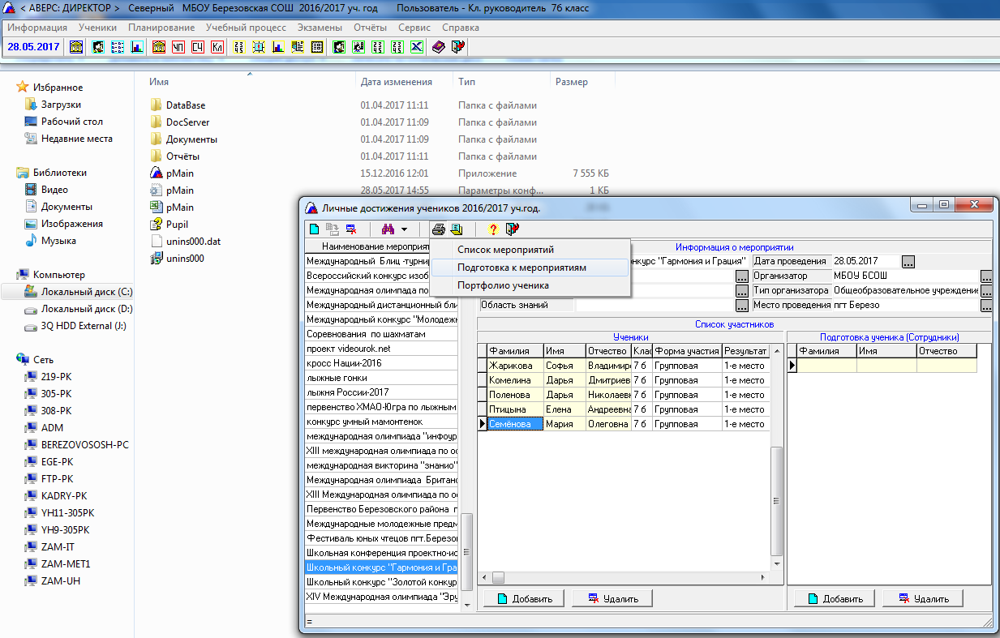 < АВЕРС: ДИРЕКТОР > Северный МБОУ Березовская СОШ 2016/2017 уч. год Пользователь - Кл. руководитель 7б класс
Информация Ученики Планирование Учебный процесс Экзамены Отчёты Сервис Справка
28.05.2017 ЧП СЧ Кл
Имя Дата изменения Тип Размер
Избранное
Загрузки
Рабочий стол
Недавние места
Библиотеки
Видео
Документы
Изображения
Музыка
Компьютер
Локальный диск (C:)
Локальный диск (D:)
3Q HDD External (J:)
Сеть
219-PK
305-PK
308-PK
ADM
BEREZOVOSOSH-PC
EGE-PK
FTP-PK
KADRY-PK
YH11-305PK
YH9-305PK
ZAM-IT
ZAM-MET1
ZAM-UH
DataBase 01.04.2017 11:11 Папка с файлами
DocServer 01.04.2017 11:09 Папка с файлами
Документы 01.04.2017 11:09 Папка с файлами
Отчёты 01.04.2017 11:11 Папка с файлами
pMain 15.12.2016 12:01 Приложение 7 555 КБ
pMain 28.05.2017 14:55 Параметры конф... 1 КБ
pMain
Pupil
unins000.dat
unins000
Личные достижения учеников 2016/2017 уч.год.
Список мероприятий
Подготовка к мероприятиям
Портфолио ученика
Наименование мероприят
Международный Блиц -турнир
Всероссийский конкурс изоб
Международная олимпада по
Международный дистанционный бли
Международный конкурс "Молодежн
Соревнования по шахматам
проект videourok.net
кросс Нации-2016
лыжные гонки
лыжня России-2017
первенство ХМАО-Югра по лыжным
конкурс умный мамонтенок
международная олимпиада "инфоур
XIII международная олимпиада по ос
международная викторина "знанио"
Международная олимпиада Британс
XIII Международная олимпиада по ос
Первенство Березовского района п
Международные молодежные предм
Фестиваль юных чтецов пгт.Березо
Школьная конференция проектно-ис
Школьный конкурс "Гармония и Гра
Школьный конкурс "Золотой конкур
XIV Международная олимпиада "Эру
Информация о мероприятии
нкурс "Гармония и Грация" Дата проведения 28.05.2017 ...
... Организатор МБОУ БСОШ ...
... Тип организатора Общеобразовательное учреждение ...
Область знаний ... Место проведения пгт Березо ...
Список участников
Ученики
Фамилия Имя Отчество Клас Форма участия Результат
Жарикова Софья Владимиро 7 б Групповая 1-е место
Комелина Дарья Дмитриев 7 б Групповая 1-е место
Поленова Дарья Николаевн 7 б Групповая 1-е место
Птицына Елена Андреевна 7 б Групповая 1-е место
Семёнова Мария Олеговна 7 б Групповая 1-е место
Добавить Удалить
Подготовка ученика (Сотрудники)
Фамилия Имя Отчество
Добавить Удалить
=